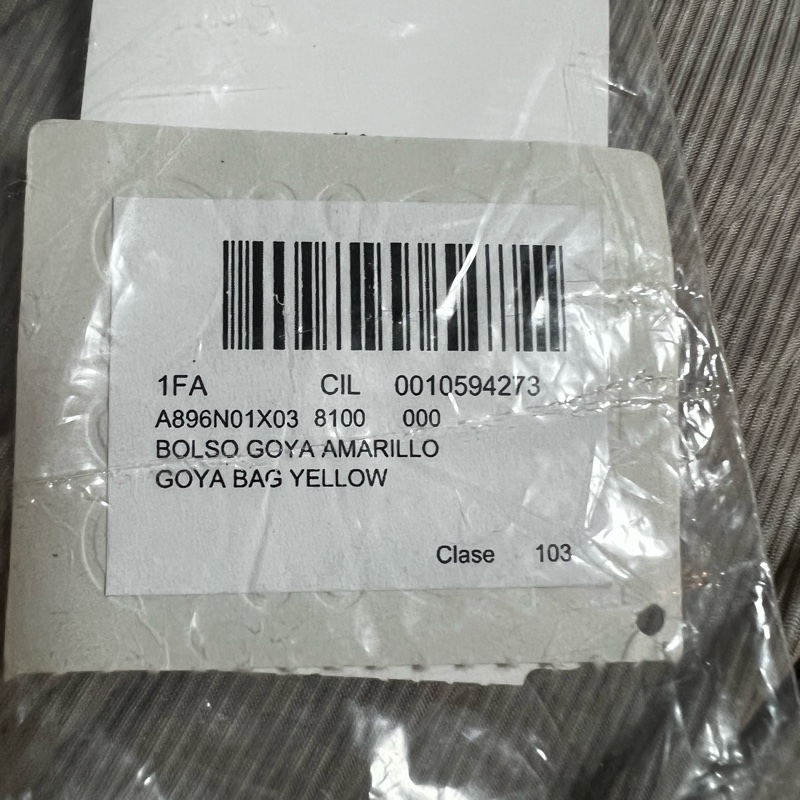 1FA CIL 0010594273
A896N01X03 8100 000
BOLSO GOYA AMARILLO
GOYA BAG YELLOW
Clase 103